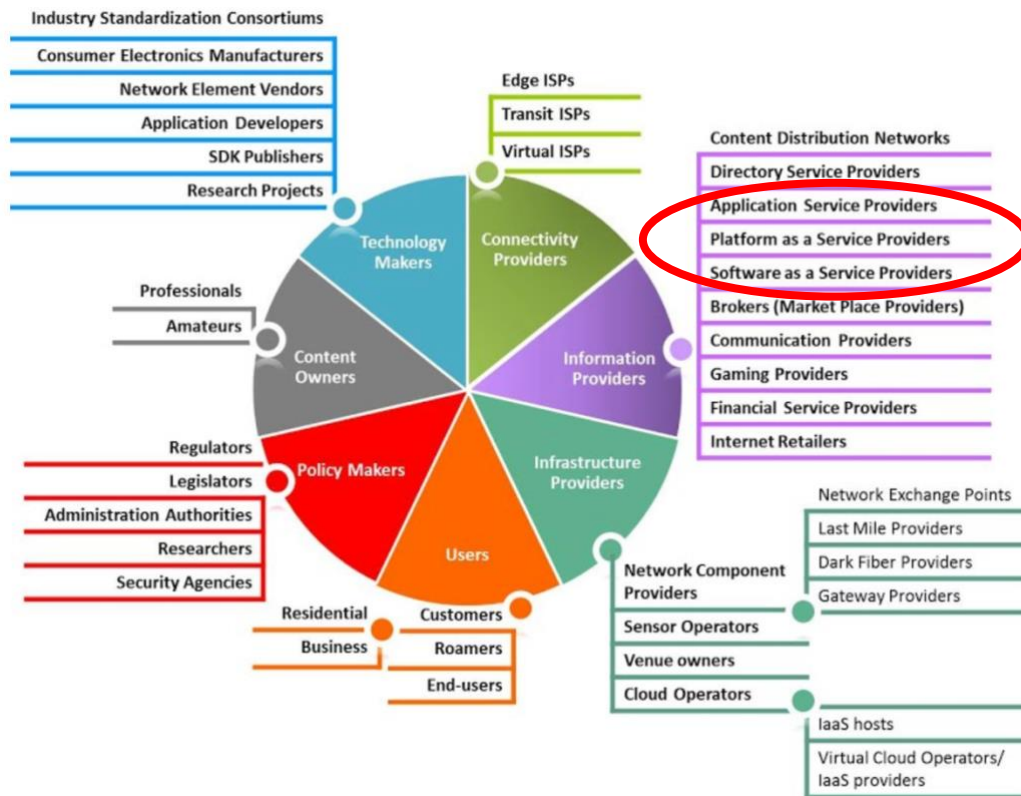 Industry Standardization Consortiums
Consumer Electronics Manufacturers
Network Element Vendors
Application Developers
SDK Publishers
Research Projects
Edge ISPs
Transit ISPs
Virtual ISPs
Content Distribution Networks
Directory Service Providers
Application Service Providers
Platform as a Service Providers
Software as a Service Providers
Brokers (Market Place Providers)
Communication Providers
Gaming Providers
Financial Service Providers
Internet Retailers
Technology
Makers
Connectivity
Providers
Professionals
Amateurs
Content
Owners
Information
Providers
Regulators
Legislators
Administration Authorities
Researchers
Security Agencies
Policy Makers
Users
Infrastructure
Providers
Residential
Business
Customers
Roamers
End-users
Network Component
Providers
Sensor Operators
Venue owners
Cloud Operators
Network Exchange Points
Last Mile Providers
Dark Fiber Providers
Gateway Providers
IaaS hosts
Virtual Cloud Operators/
IaaS providers